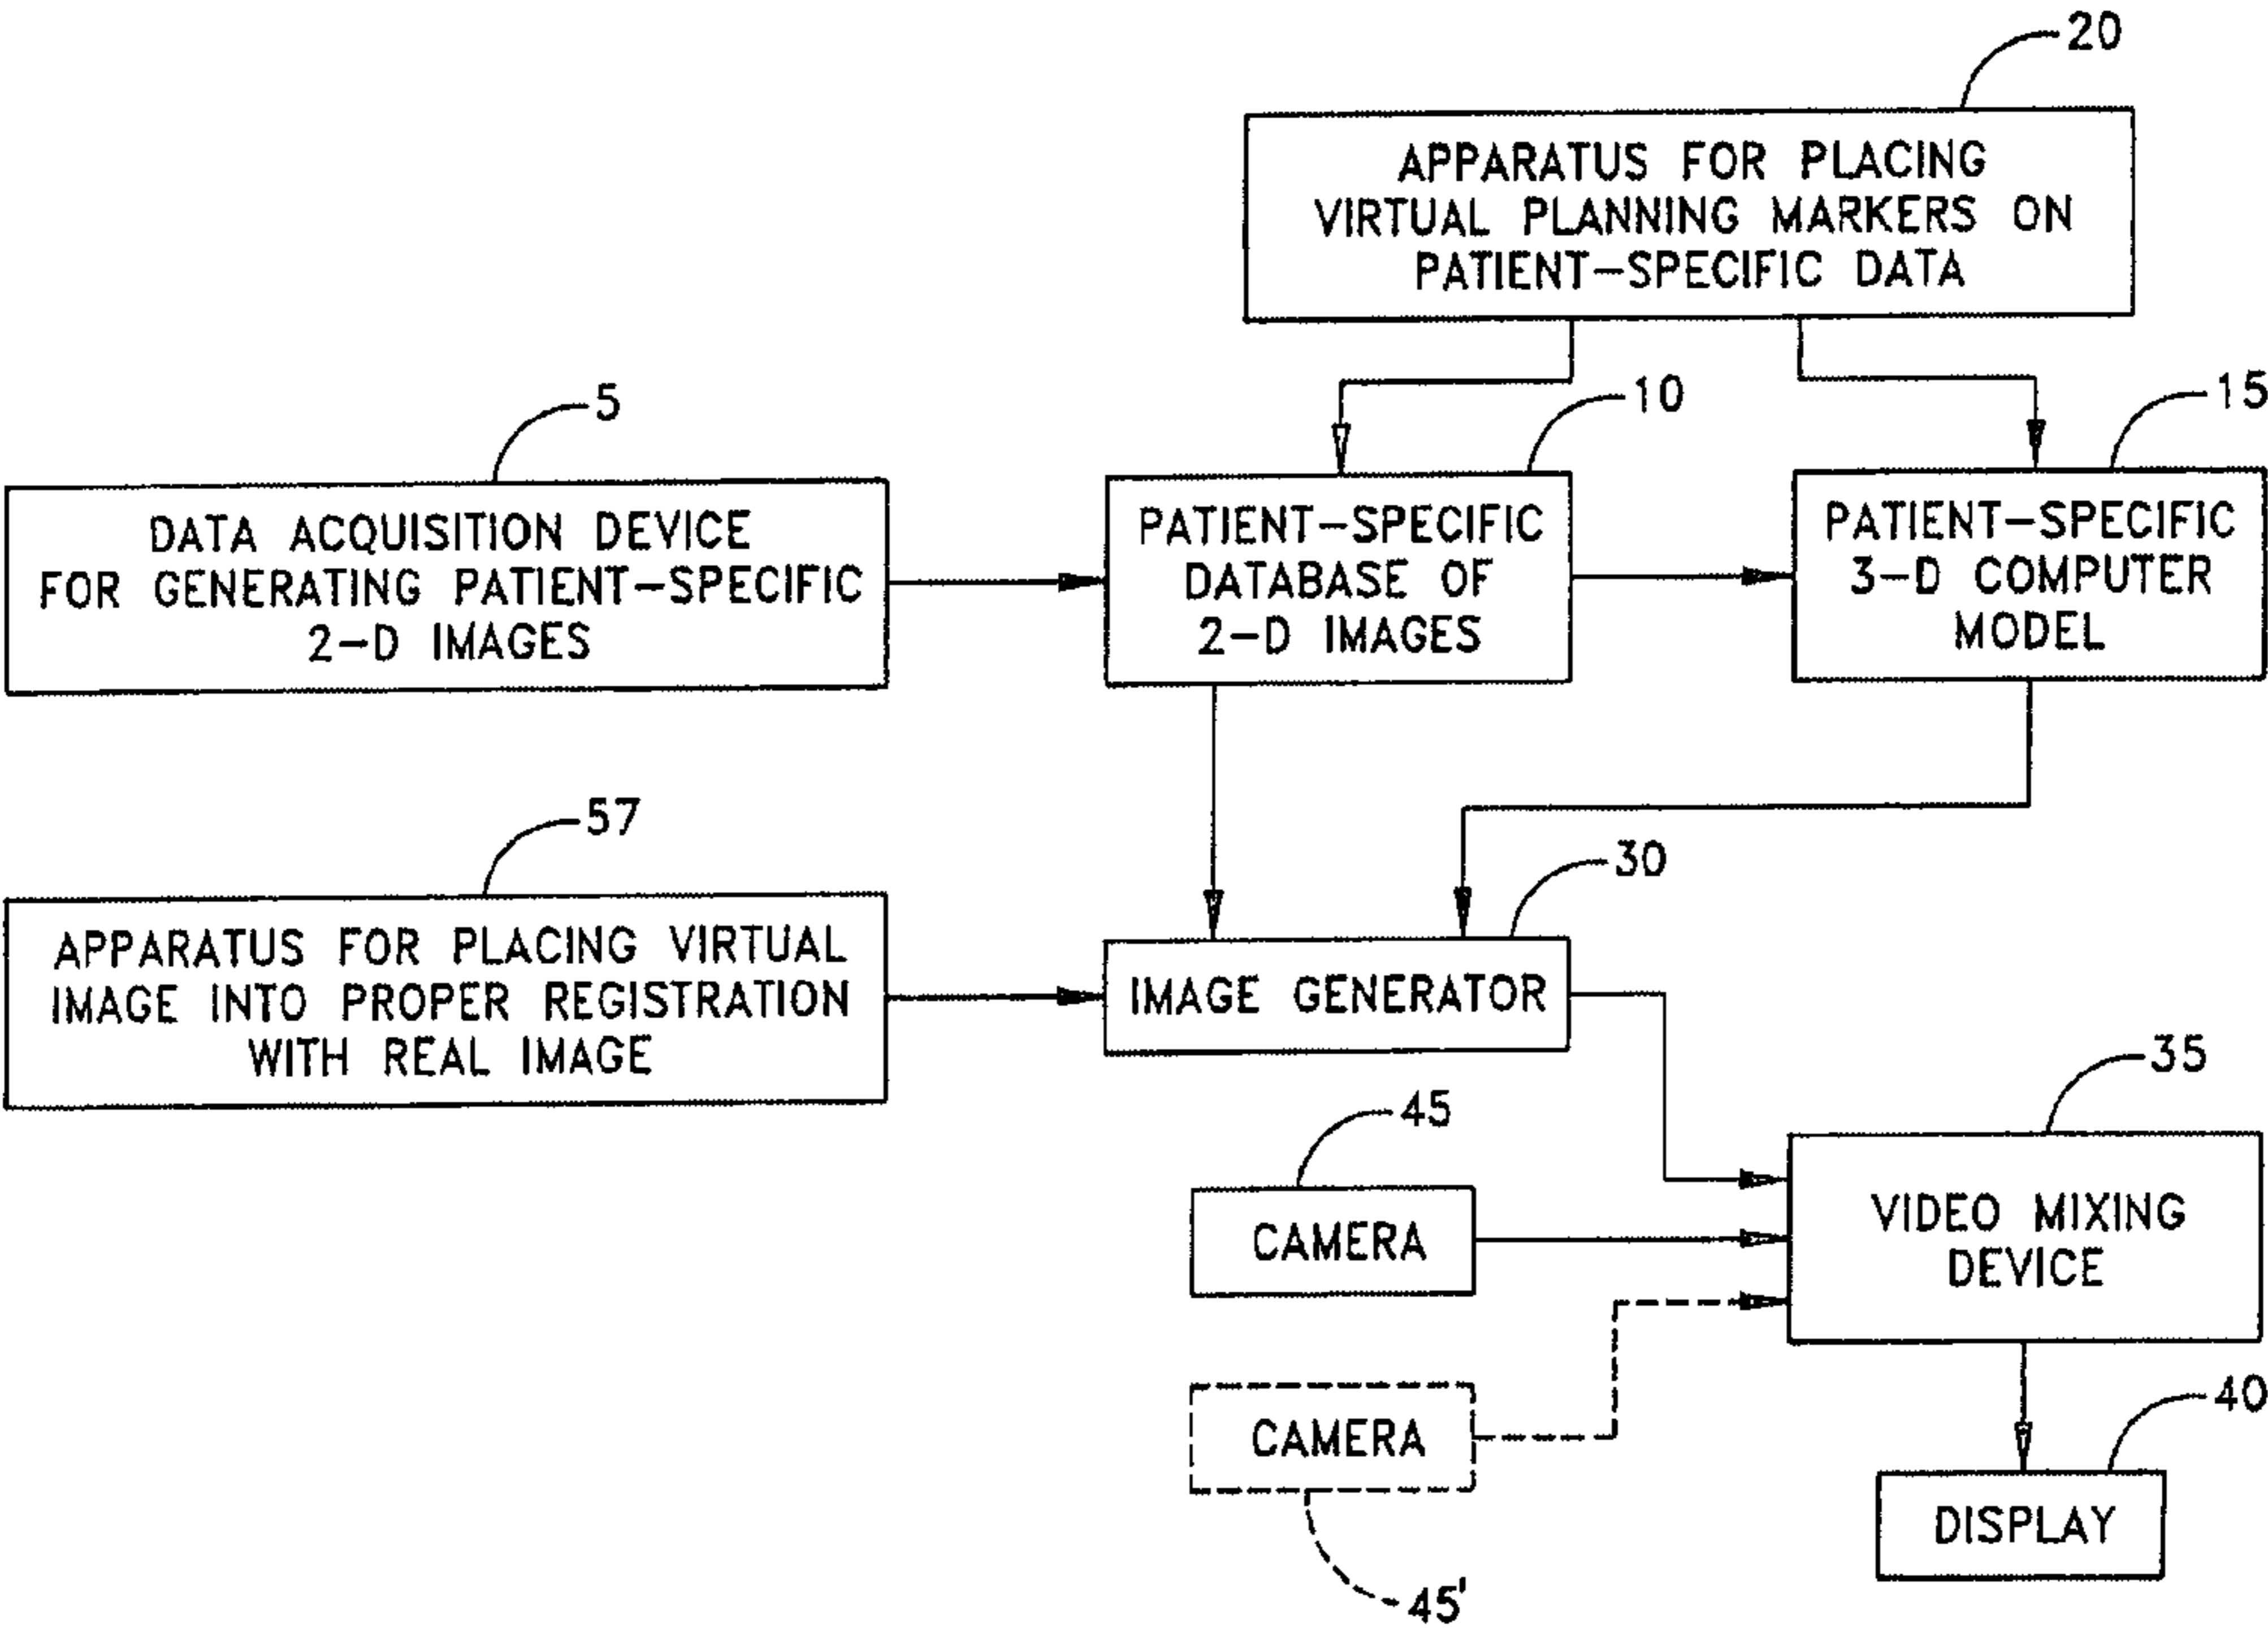 20
APPARATUS FOR PLACING
VIRTUAL PLANNING MARKERS ON
PATIENT-SPECIFIC DATA
5
DATA ACQUISITION DEVICE
FOR GENERATING PATIENT-SPECIFIC
2-D IMAGES
10
PATIENT-SPECIFIC
DATABASE OF
2-D IMAGES
15
PATIENT-SPECIFIC
3-D COMPUTER
MODEL
57
APPARATUS FOR PLACING VIRTUAL
IMAGE INTO PROPER REGISTRATION
WITH REAL IMAGE
30
IMAGE GENERATOR
45
CAMERA
35
VIDEO MIXING
DEVICE
CAMERA
45'
40
DISPLAY